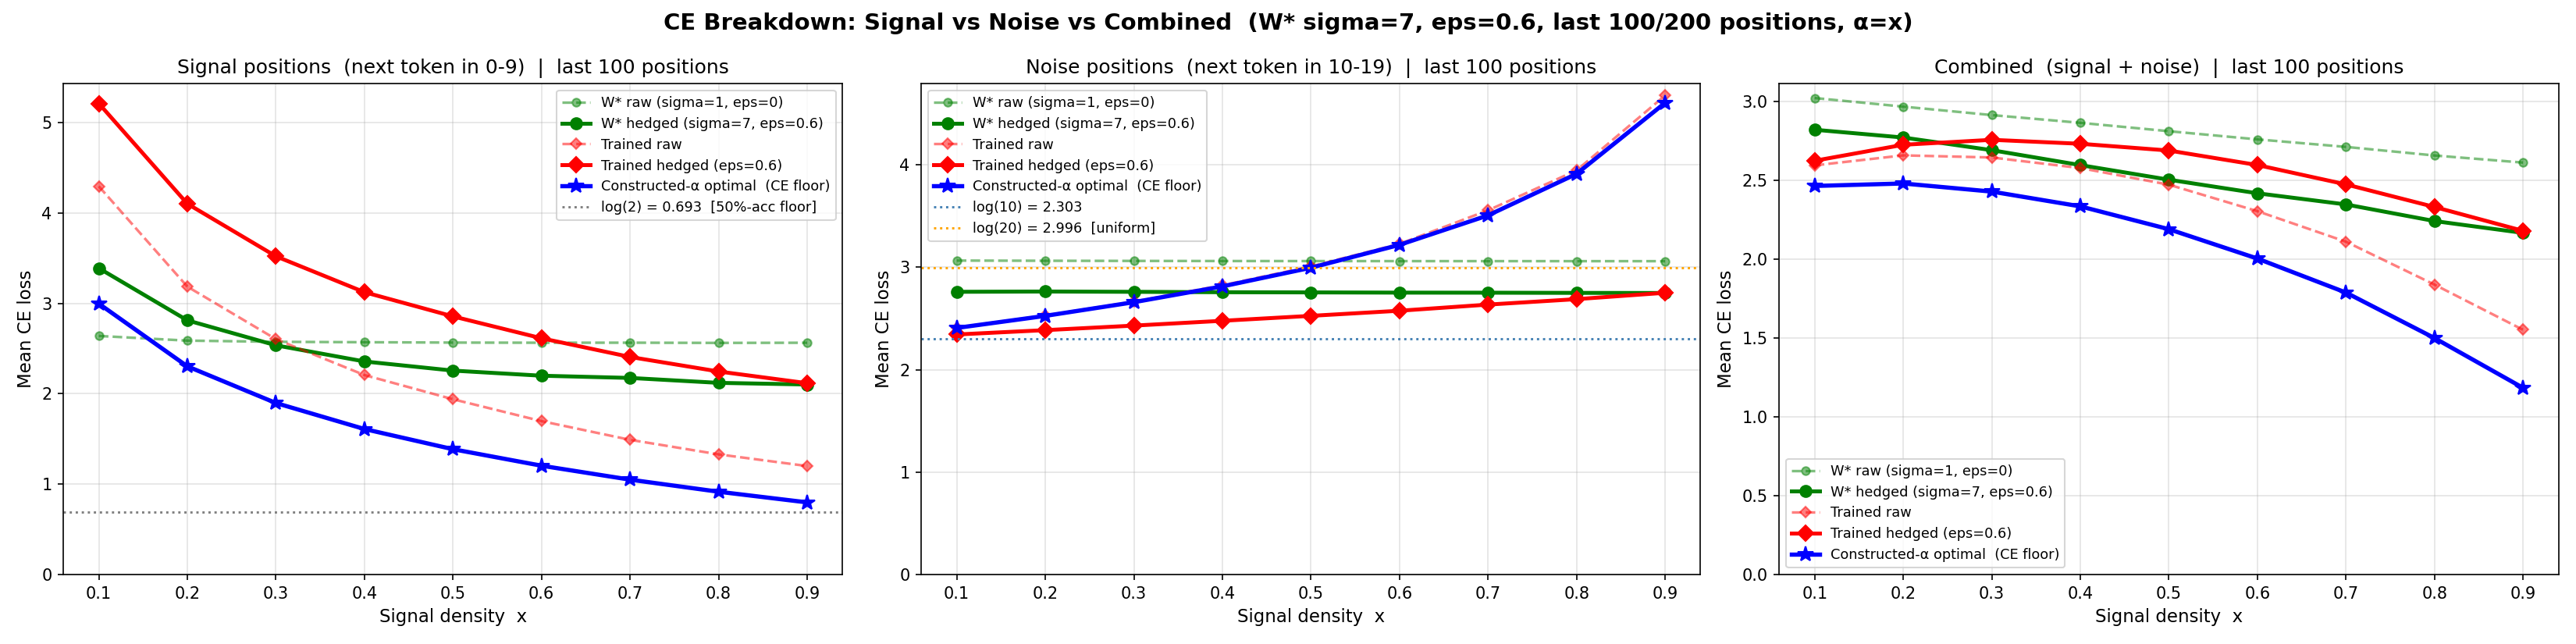 CE Breakdown: Signal vs Noise vs Combined (W* sigma=7, eps=0.6, last 100/200 positions, α=x)
Signal positions (next token in 0-9) | last 100 positions
Mean CE loss
5
4
3
2
1
0
W* raw (sigma=1, eps=0)
W* hedged (sigma=7, eps=0.6)
Trained raw
Trained hedged (eps=0.6)
Constructed-α optimal (CE floor)
log(2) = 0.693 [50%-acc floor]
0.1 0.2 0.3 0.4 0.5 0.6 0.7 0.8 0.9
Signal density x
Noise positions (next token in 10-19) | last 100 positions
Mean CE loss
4
3
2
1
0
W* raw (sigma=1, eps=0)
W* hedged (sigma=7, eps=0.6)
Trained raw
Trained hedged (eps=0.6)
Constructed-α optimal (CE floor)
log(10) = 2.303
log(20) = 2.996 [uniform]
0.1 0.2 0.3 0.4 0.5 0.6 0.7 0.8 0.9
Signal density x
Combined (signal + noise) | last 100 positions
Mean CE loss
3.0
2.5
2.0
1.5
1.0
0.5
0.0
W* raw (sigma=1, eps=0)
W* hedged (sigma=7, eps=0.6)
Trained raw
Trained hedged (eps=0.6)
Constructed-α optimal (CE floor)
0.1 0.2 0.3 0.4 0.5 0.6 0.7 0.8 0.9
Signal density x